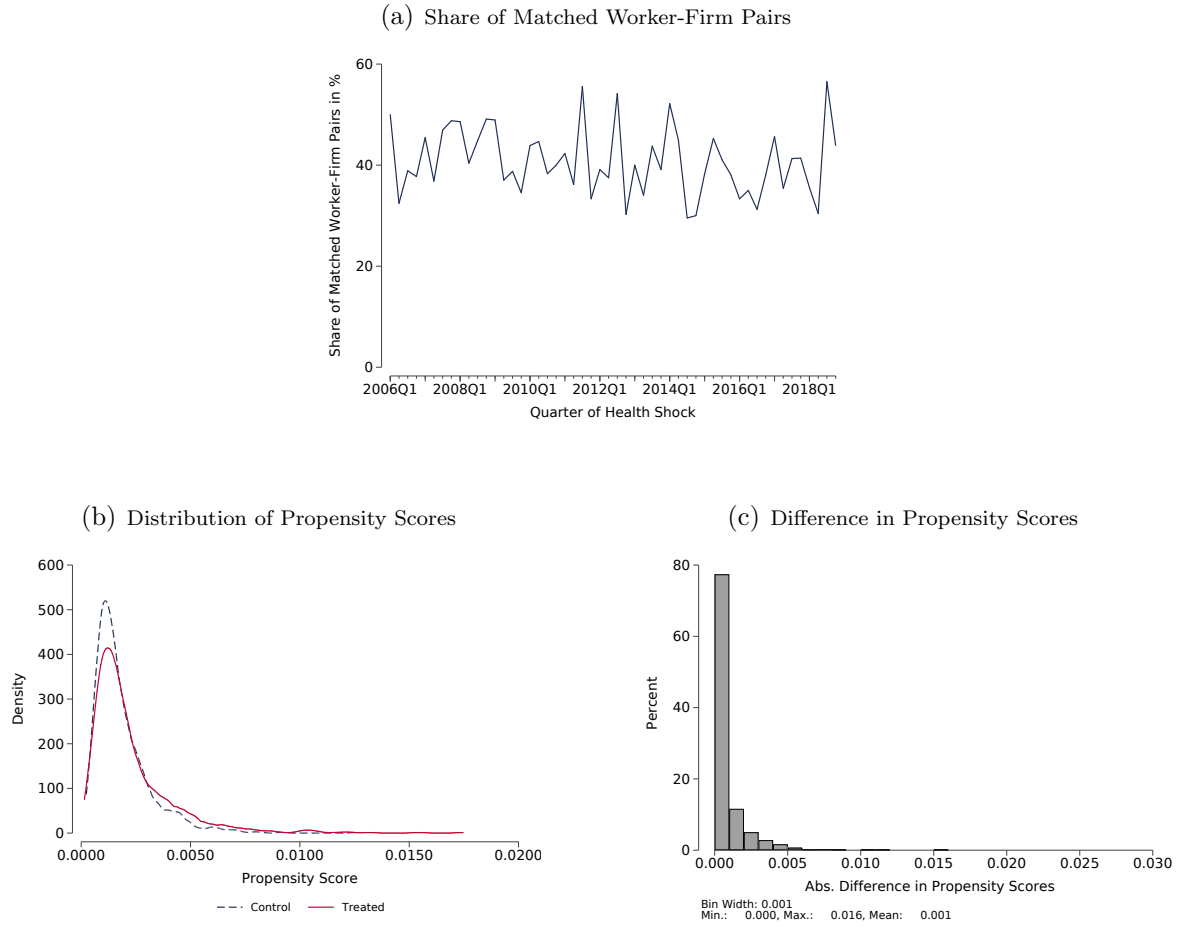 (a) Share of Matched Worker-Firm Pairs
Share of Matched Worker-Firm Pairs in %
60
40
20
0
2006Q1 2008Q1 2010Q1 2012Q1 2014Q1 2016Q1 2018Q1
Quarter of Health Shock
(b) Distribution of Propensity Scores
Density
600
500
400
300
200
100
0
0.0000 0.0050 0.0100 0.0150 0.0200
Propensity Score
Control Treated
(c) Difference in Propensity Scores
Percent
80
60
40
20
0
0.000 0.005 0.010 0.015 0.020 0.025 0.030
Abs. Difference in Propensity Scores
Bin Width: 0.001
Min.: 0.000, Max.: 0.016, Mean: 0.001